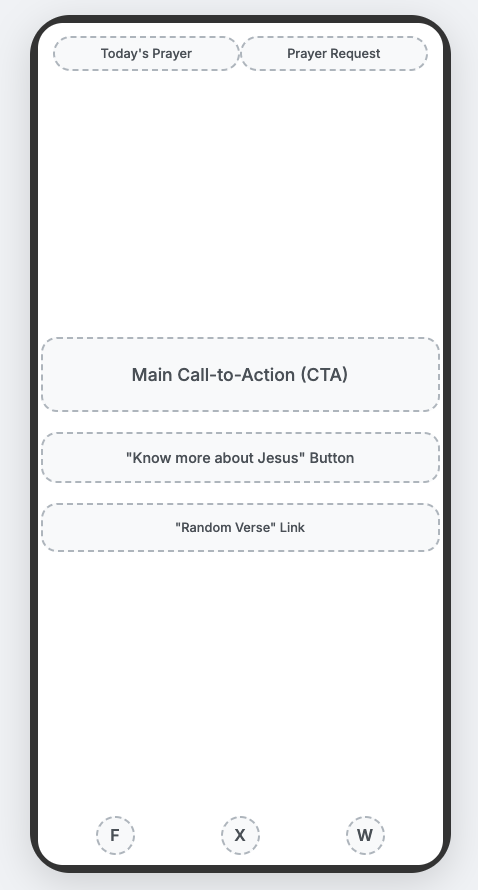 Today's Prayer
Prayer Request
Main Call-to-Action (CTA)
"Know more about Jesus" Button
"Random Verse" Link
F
X
W